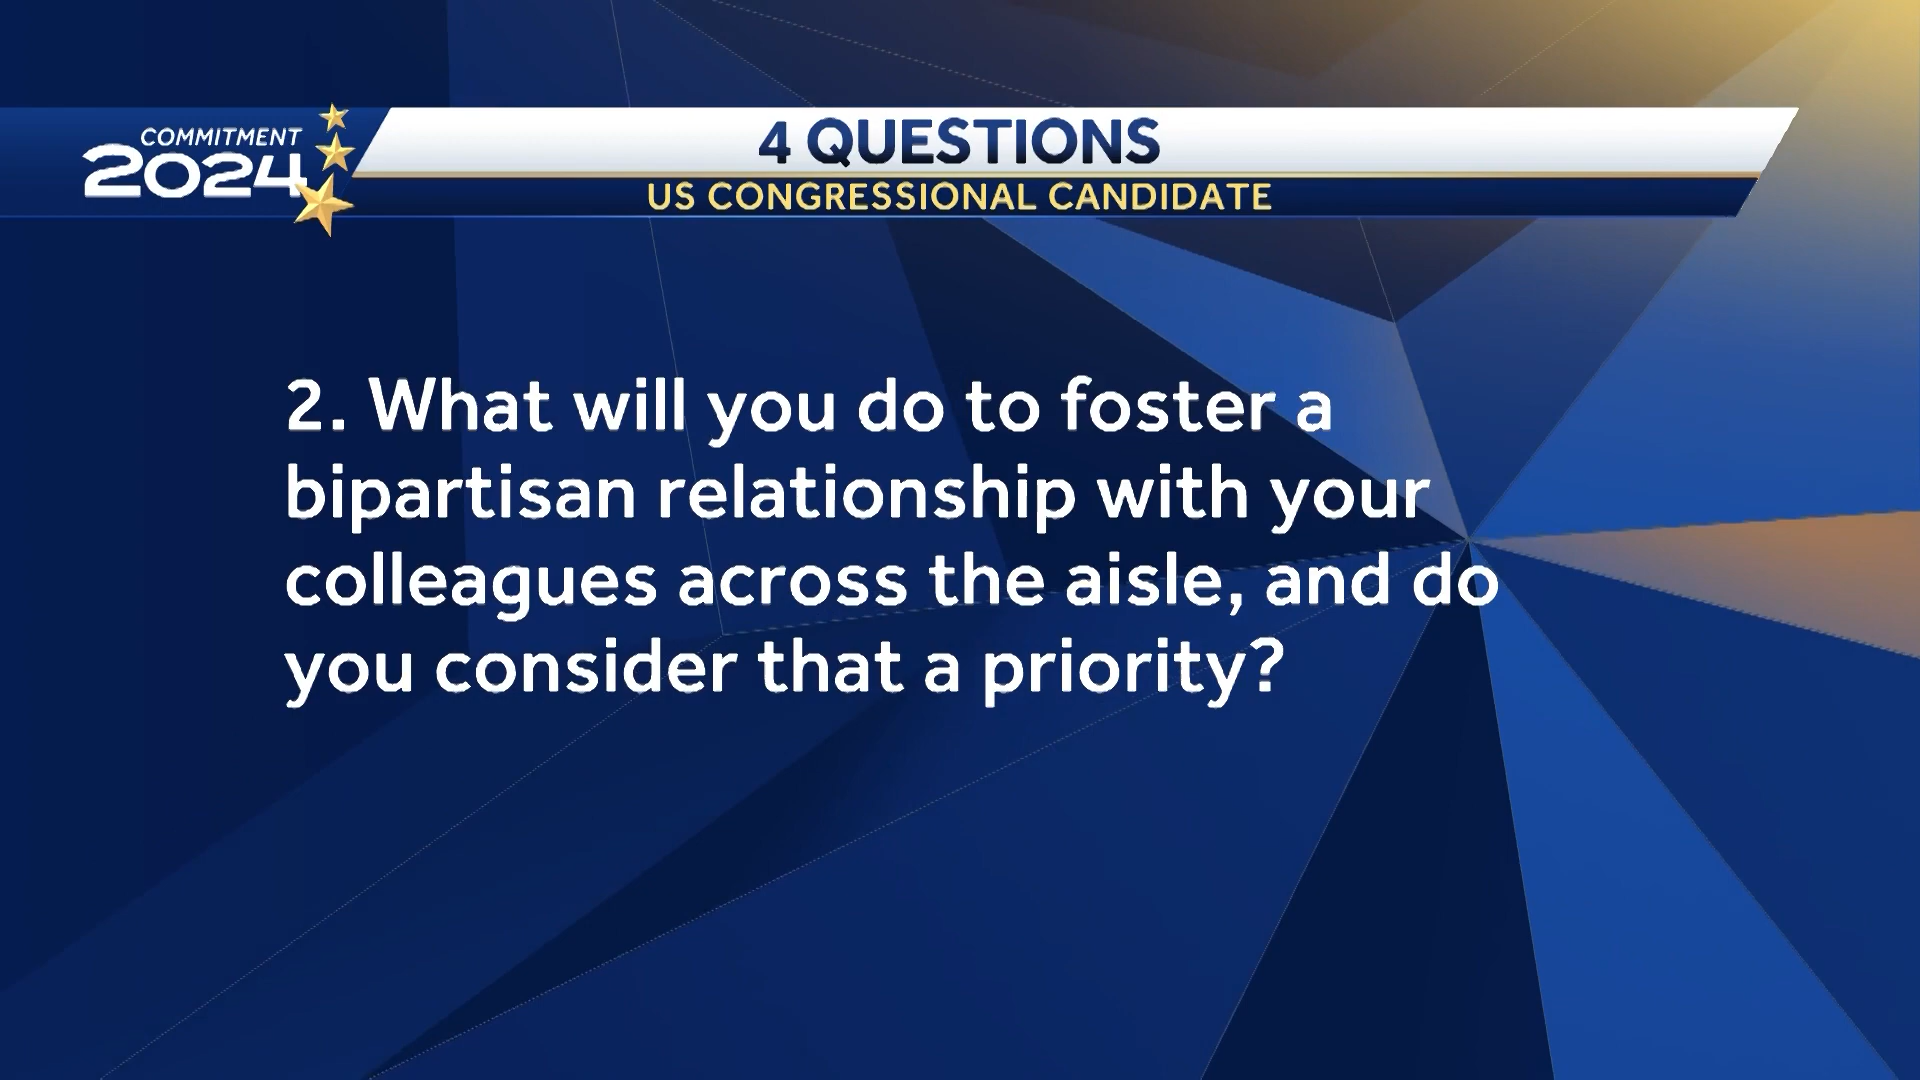 COMMITMENT
2024
4 QUESTIONS
US CONGRESSIONAL CANDIDATE
2. What will you do to foster a
bipartisan relationship with your
colleagues across the aisle, and do
you consider that a priority?